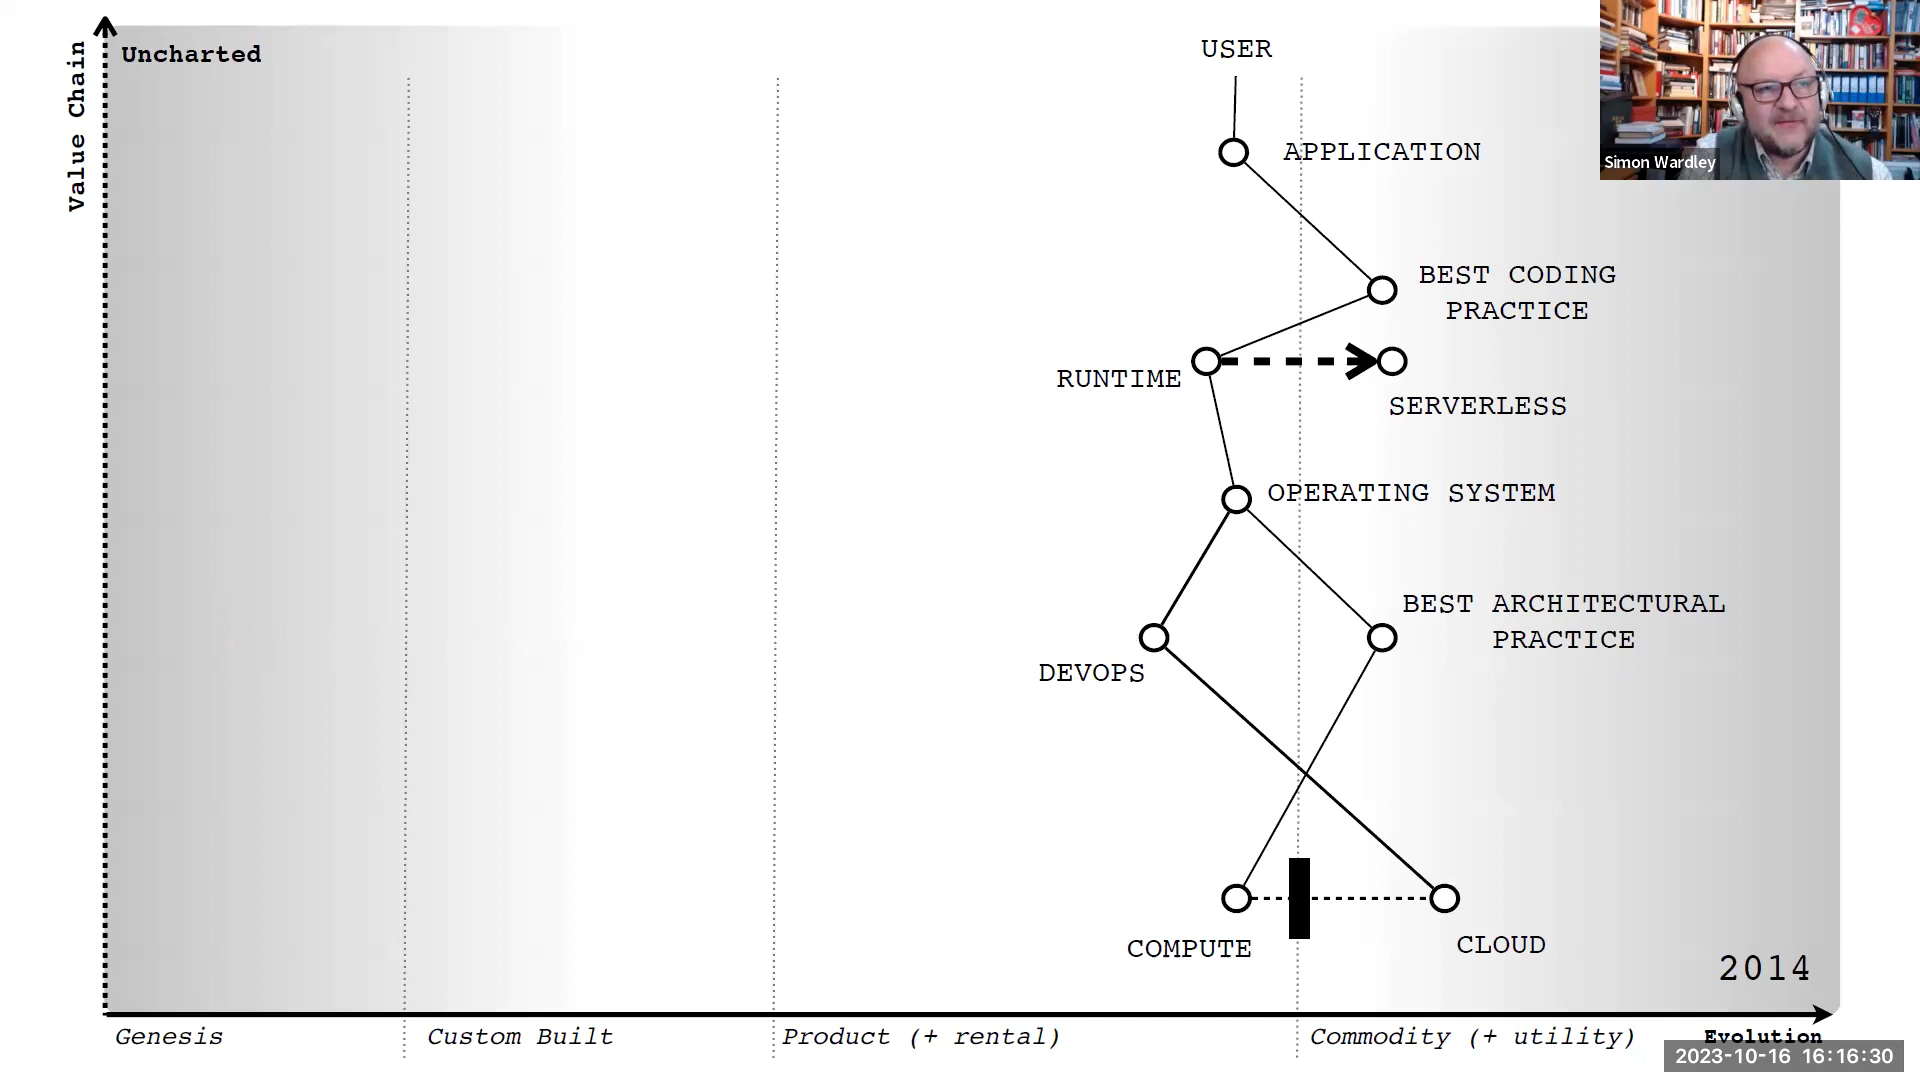 Value Chain
Uncharted
USER
APPLICATION
BEST CODING
PRACTICE
RUNTIME
SERVERLESS
OPERATING SYSTEM
BEST ARCHITECTURAL
PRACTICE
DEVOPS
COMPUTE
CLOUD
2014
Genesis
Custom Built
Product (+ rental)
Commodity (+ utility)
Evolution
Simon Wardley
2023-10-16 16:16:30